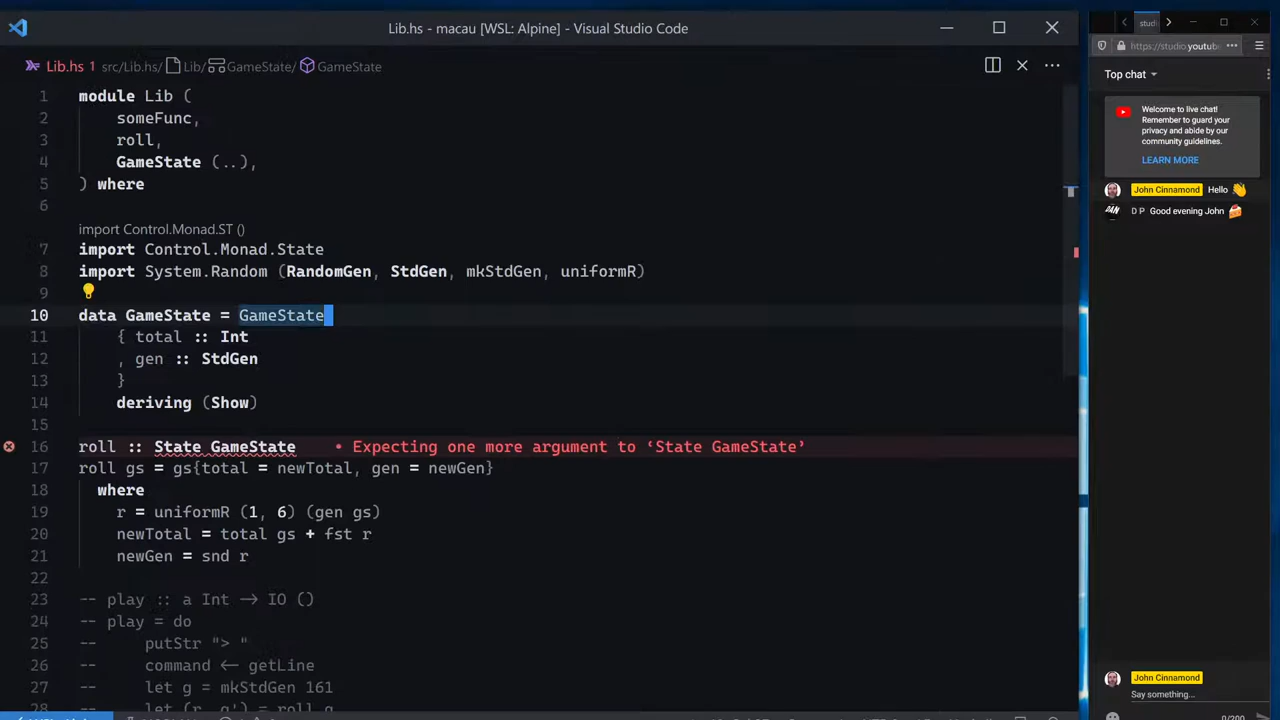 Lib.hs - macau [WSL: Alpine] - Visual Studio Code
Lib.hs 1 src/Lib.hs/ Lib/ GameState/ GameState
1 module Lib (
2 someFunc,
3 roll,
4 GameState (..),
5 ) where
6
import Control.Monad.ST ()
7 import Control.Monad.State
8 import System.Random (RandomGen, StdGen, mkStdGen, uniformR)
9
10 data GameState = GameState
11 { total :: Int
12 , gen :: StdGen
13 }
14 deriving (Show)
15
16 roll :: State GameState • Expecting one more argument to ‘State GameState’
17 roll gs = gs{total = newTotal, gen = newGen}
18 where
19 r = uniformR (1, 6) (gen gs)
20 newTotal = total gs + fst r
21 newGen = snd r
22
23 -- play :: a Int → IO ()
24 -- play = do
25 -- putStr "> "
26 -- command ← getLine
27 -- let g = mkStdGen 161
28 -- let (r, g') = roll g
studi
https://studio.youtube
Top chat
Welcome to live chat!
Remember to guard your
privacy and abide by our
community guidelines.
LEARN MORE
John Cinnamond Hello 👋
D P Good evening John 🍰
John Cinnamond
Say something...
0/200